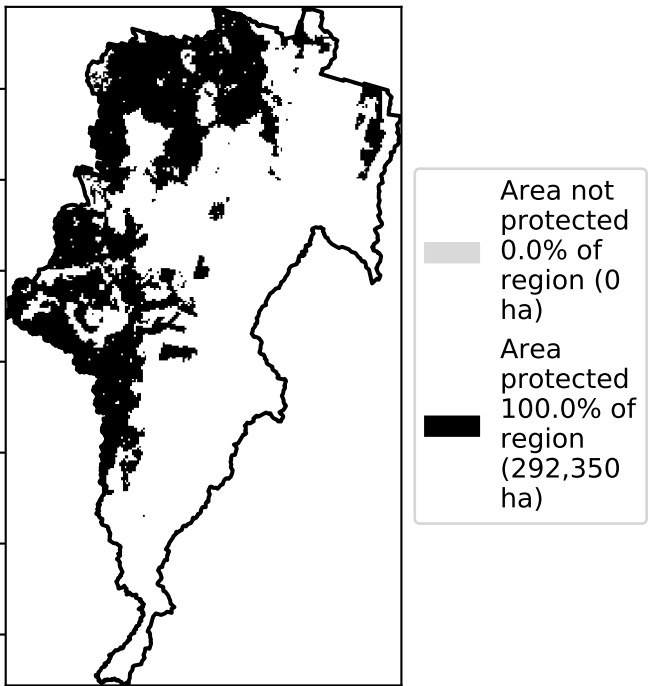 Area not
protected
0.0% of
region (0
ha)
Area
protected
100.0% of
region
(292,350
ha)